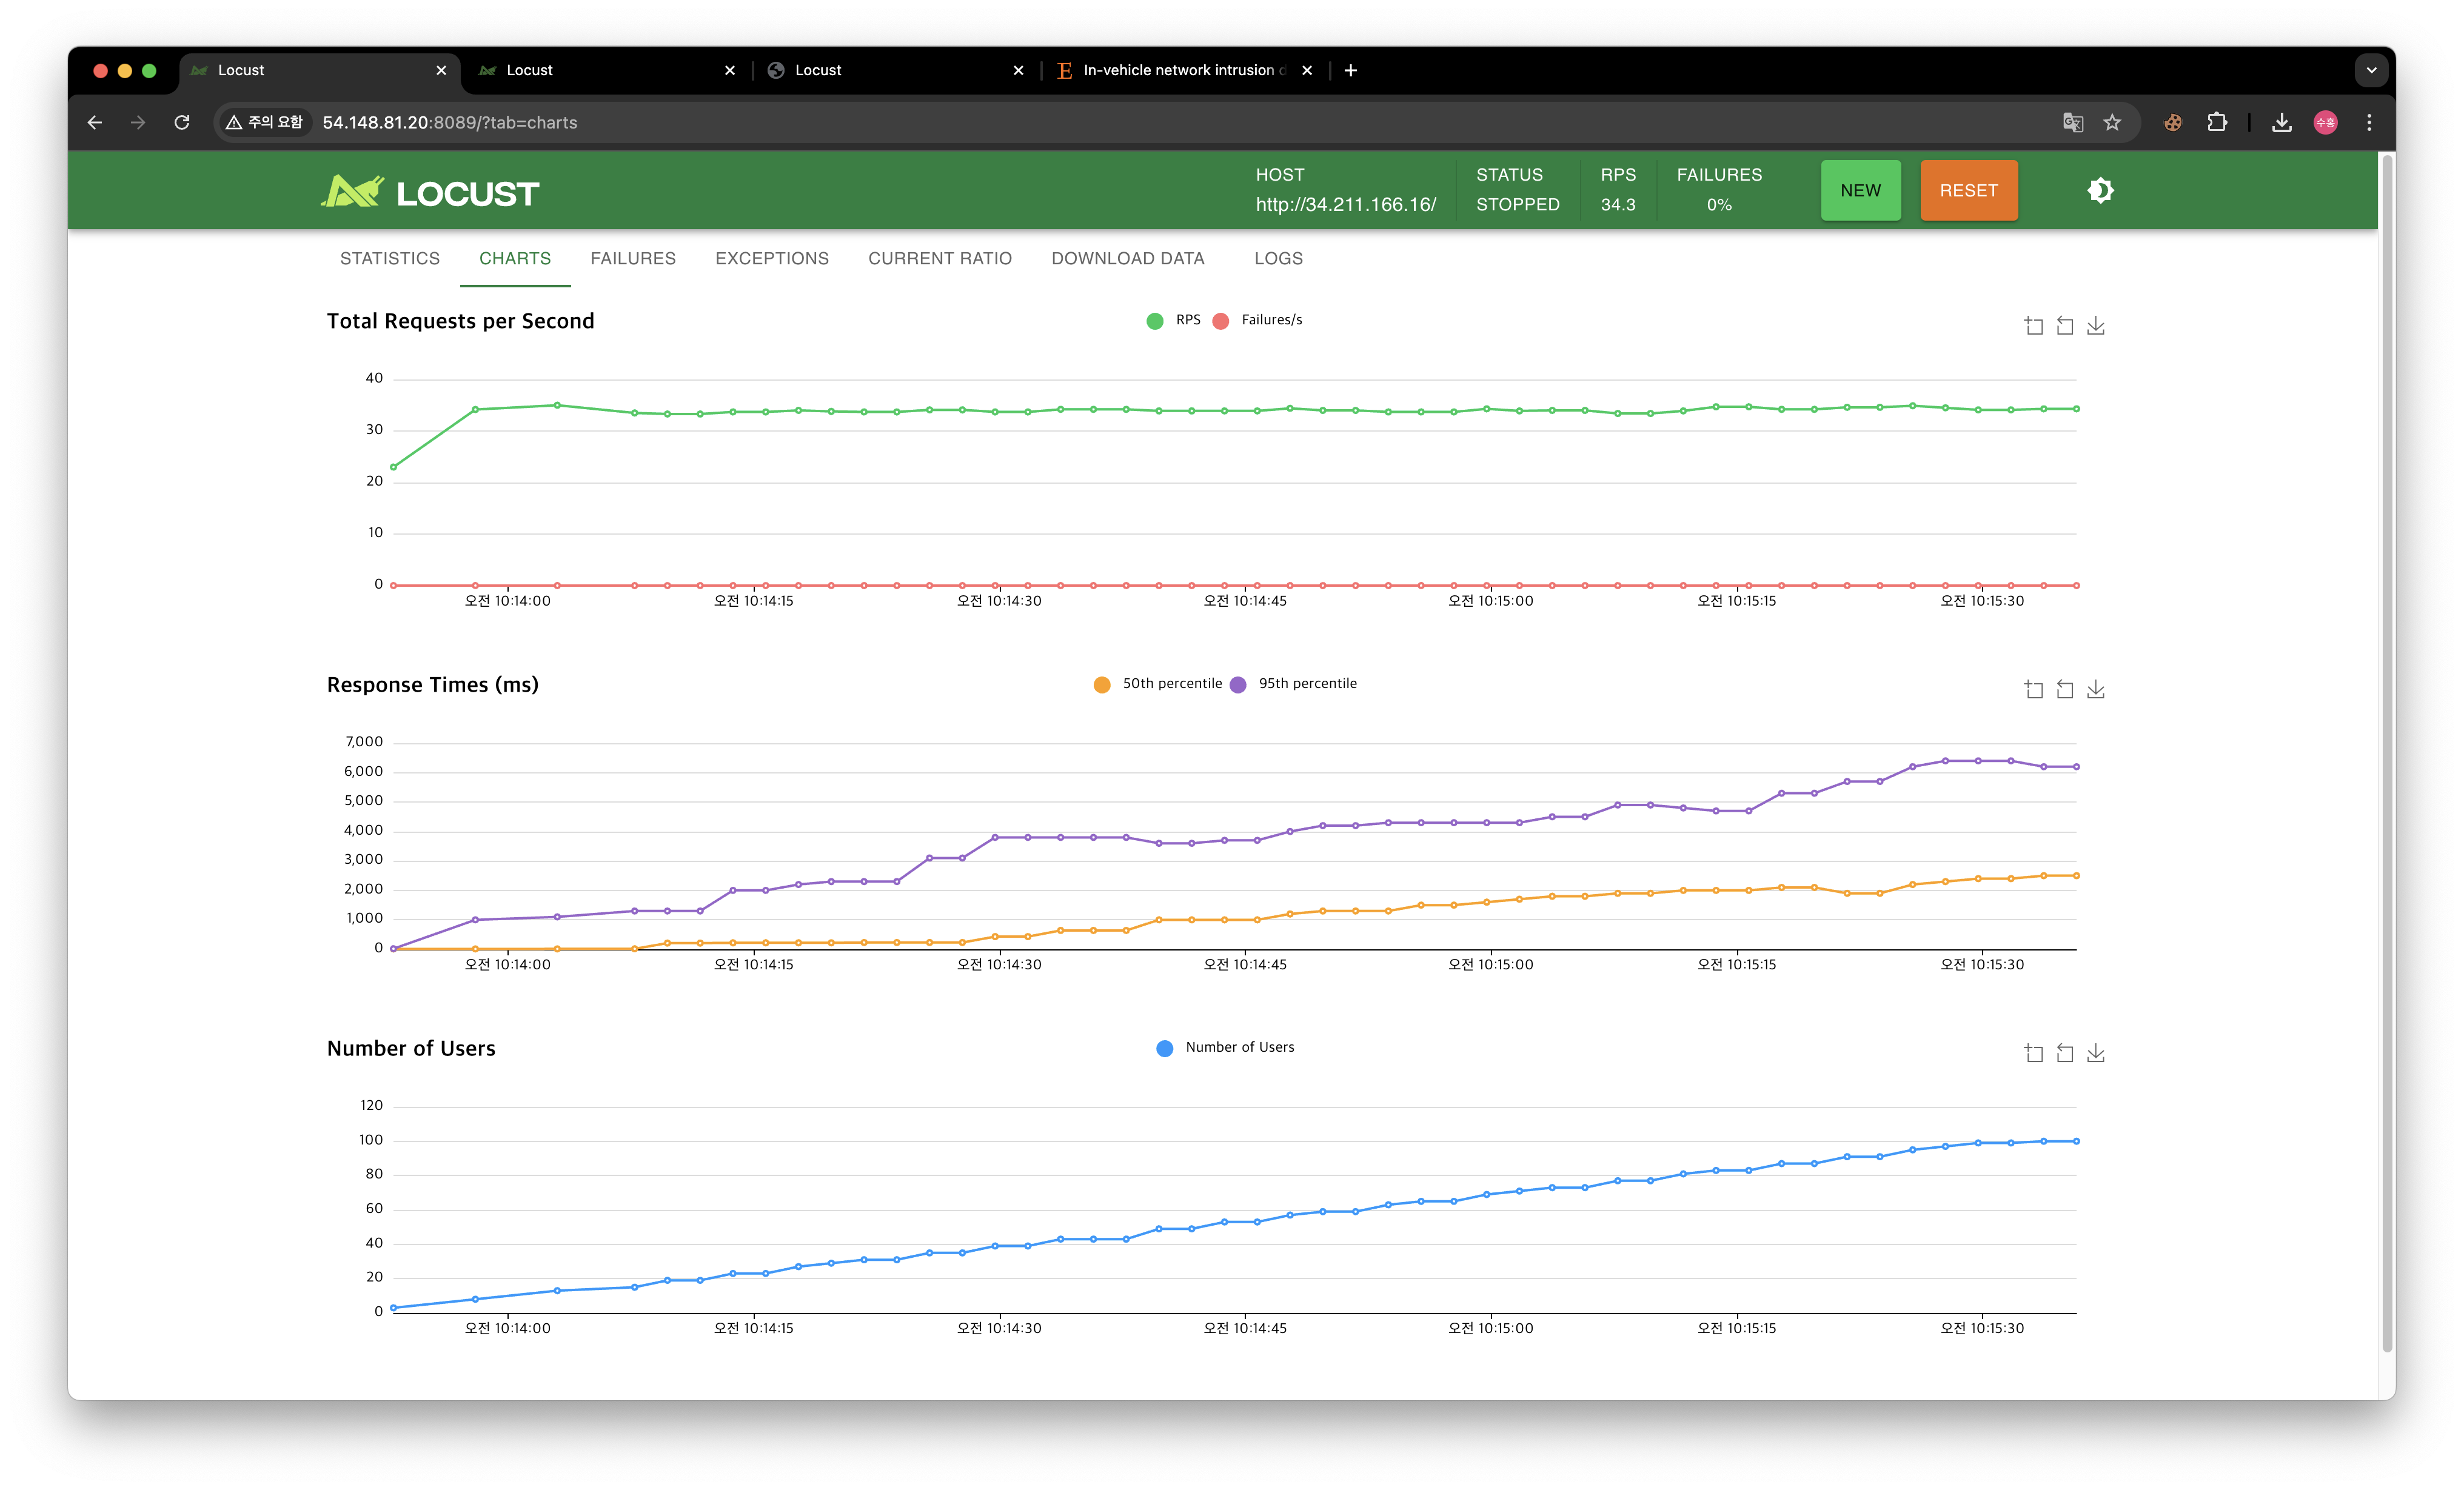 Locust
Locust
Locust
In-vehicle network intrusion d
주의 요함
54.148.81.20:8089/?tab=charts
수홍
LOCUST
HOST
http://34.211.166.16/
STATUS
STOPPED
RPS
34.3
FAILURES
0%
NEW
RESET
STATISTICS
CHARTS
FAILURES
EXCEPTIONS
CURRENT RATIO
DOWNLOAD DATA
LOGS
Total Requests per Second
RPS
Failures/s
40
30
20
10
0
오전 10:14:00
오전 10:14:15
오전 10:14:30
오전 10:14:45
오전 10:15:00
오전 10:15:15
오전 10:15:30
Response Times (ms)
50th percentile
95th percentile
7,000
6,000
5,000
4,000
3,000
2,000
1,000
0
오전 10:14:00
오전 10:14:15
오전 10:14:30
오전 10:14:45
오전 10:15:00
오전 10:15:15
오전 10:15:30
Number of Users
Number of Users
120
100
80
60
40
20
0
오전 10:14:00
오전 10:14:15
오전 10:14:30
오전 10:14:45
오전 10:15:00
오전 10:15:15
오전 10:15:30